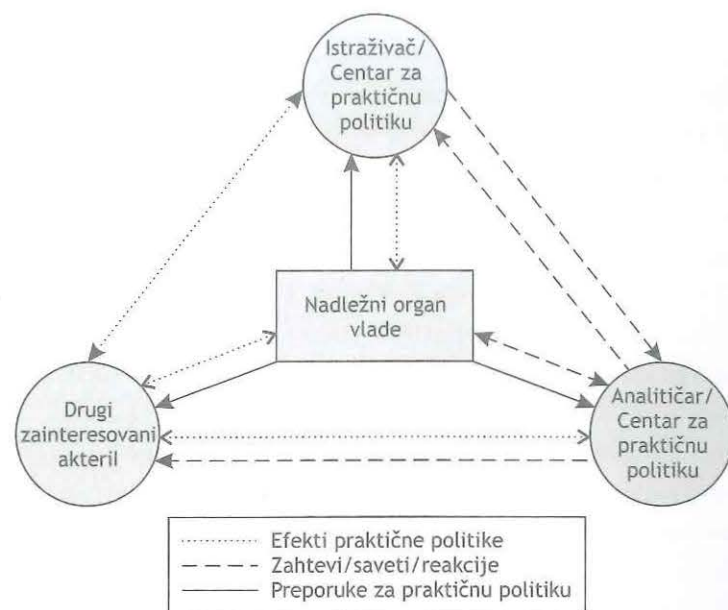 Istraživač/
Centar za
praktičnu
politiku
Nadležni organ
vlade
Drugi
zainteresovani
akteriI
Analitičar/
Centar za
praktičnu
politiku
Efekti praktične politike
Zahtevi/saveti/reakcije
Preporuke za praktičnu politiku